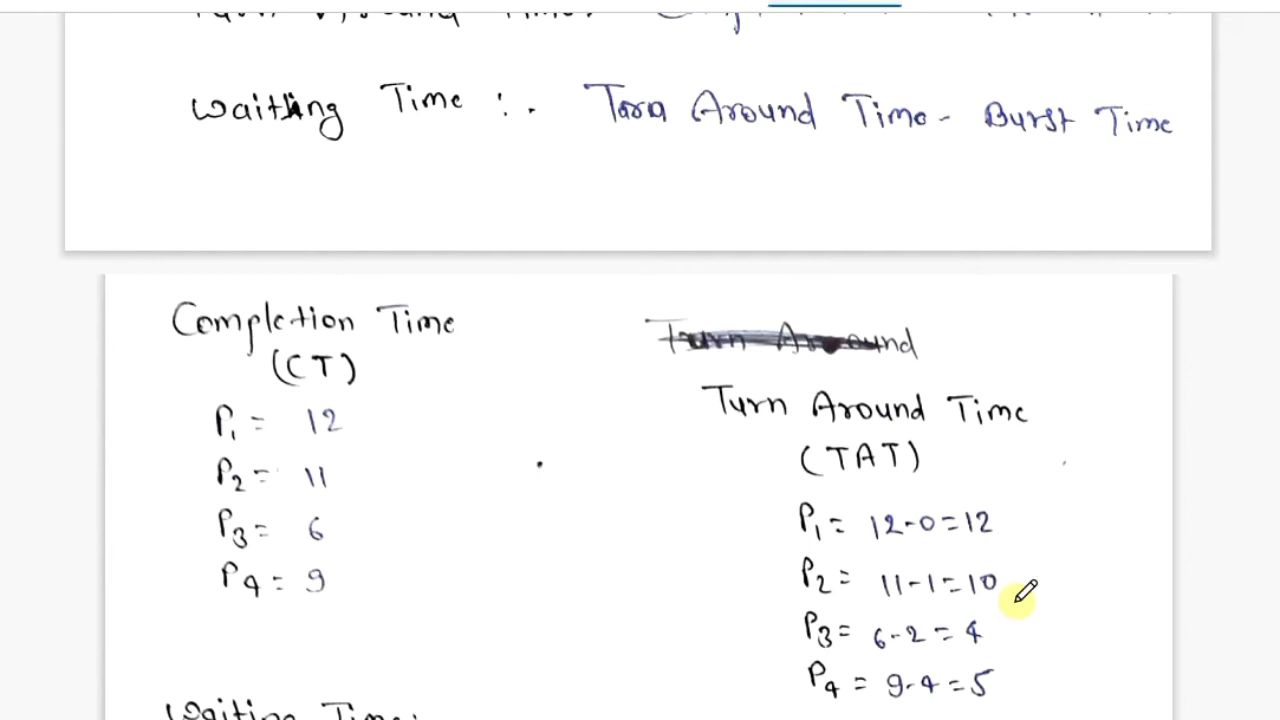 Waiting Time :- Turn Around Time - Burst Time
Completion Time
(CT)
P1 = 12
P2 = 11
P3 = 6
P4 = 9
Turn Around
Turn Around Time
(TAT)
P1 = 12-0=12
P2 = 11-1=10
P3 = 6-2=4
P4 = 9-4=5
Waiting Time: